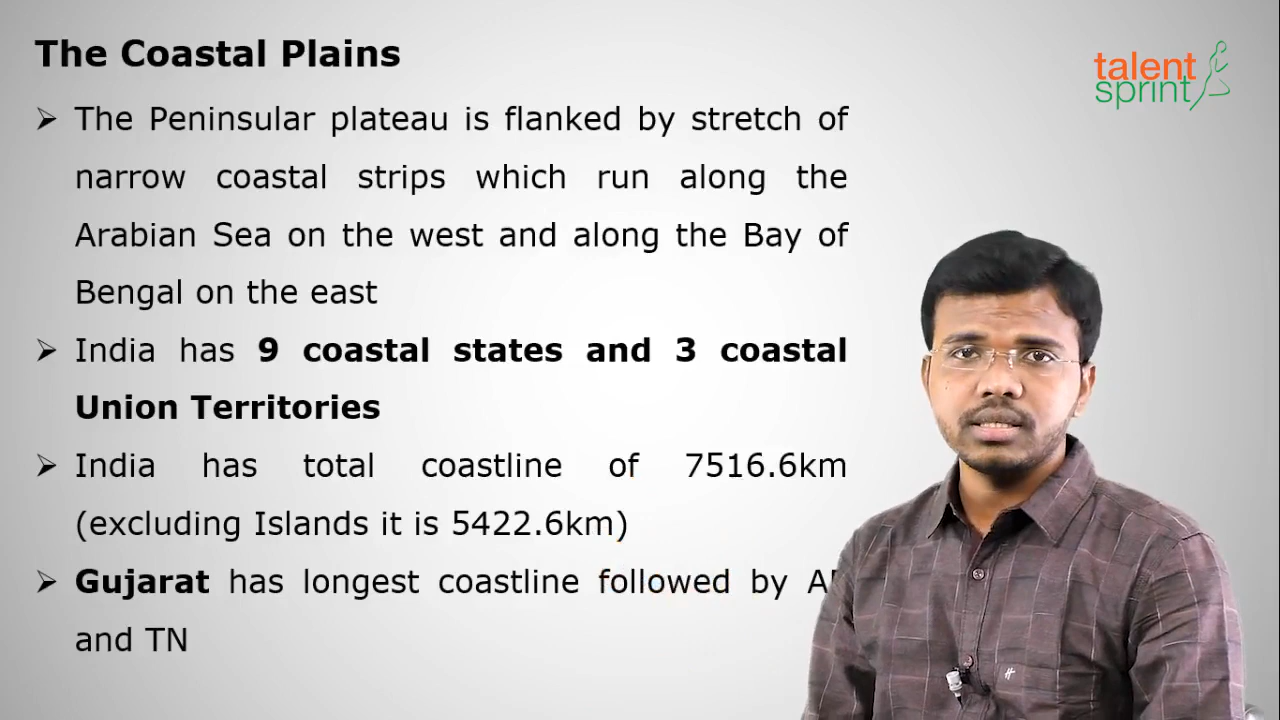 The Coastal Plains
talent
sprint
➢ The Peninsular plateau is flanked by stretch of
narrow coastal strips which run along the
Arabian Sea on the west and along the Bay of
Bengal on the east
➢ India has 9 coastal states and 3 coastal
Union Territories
➢ India has total coastline of 7516.6km
(excluding Islands it is 5422.6km)
➢ Gujarat has longest coastline followed by
and TN